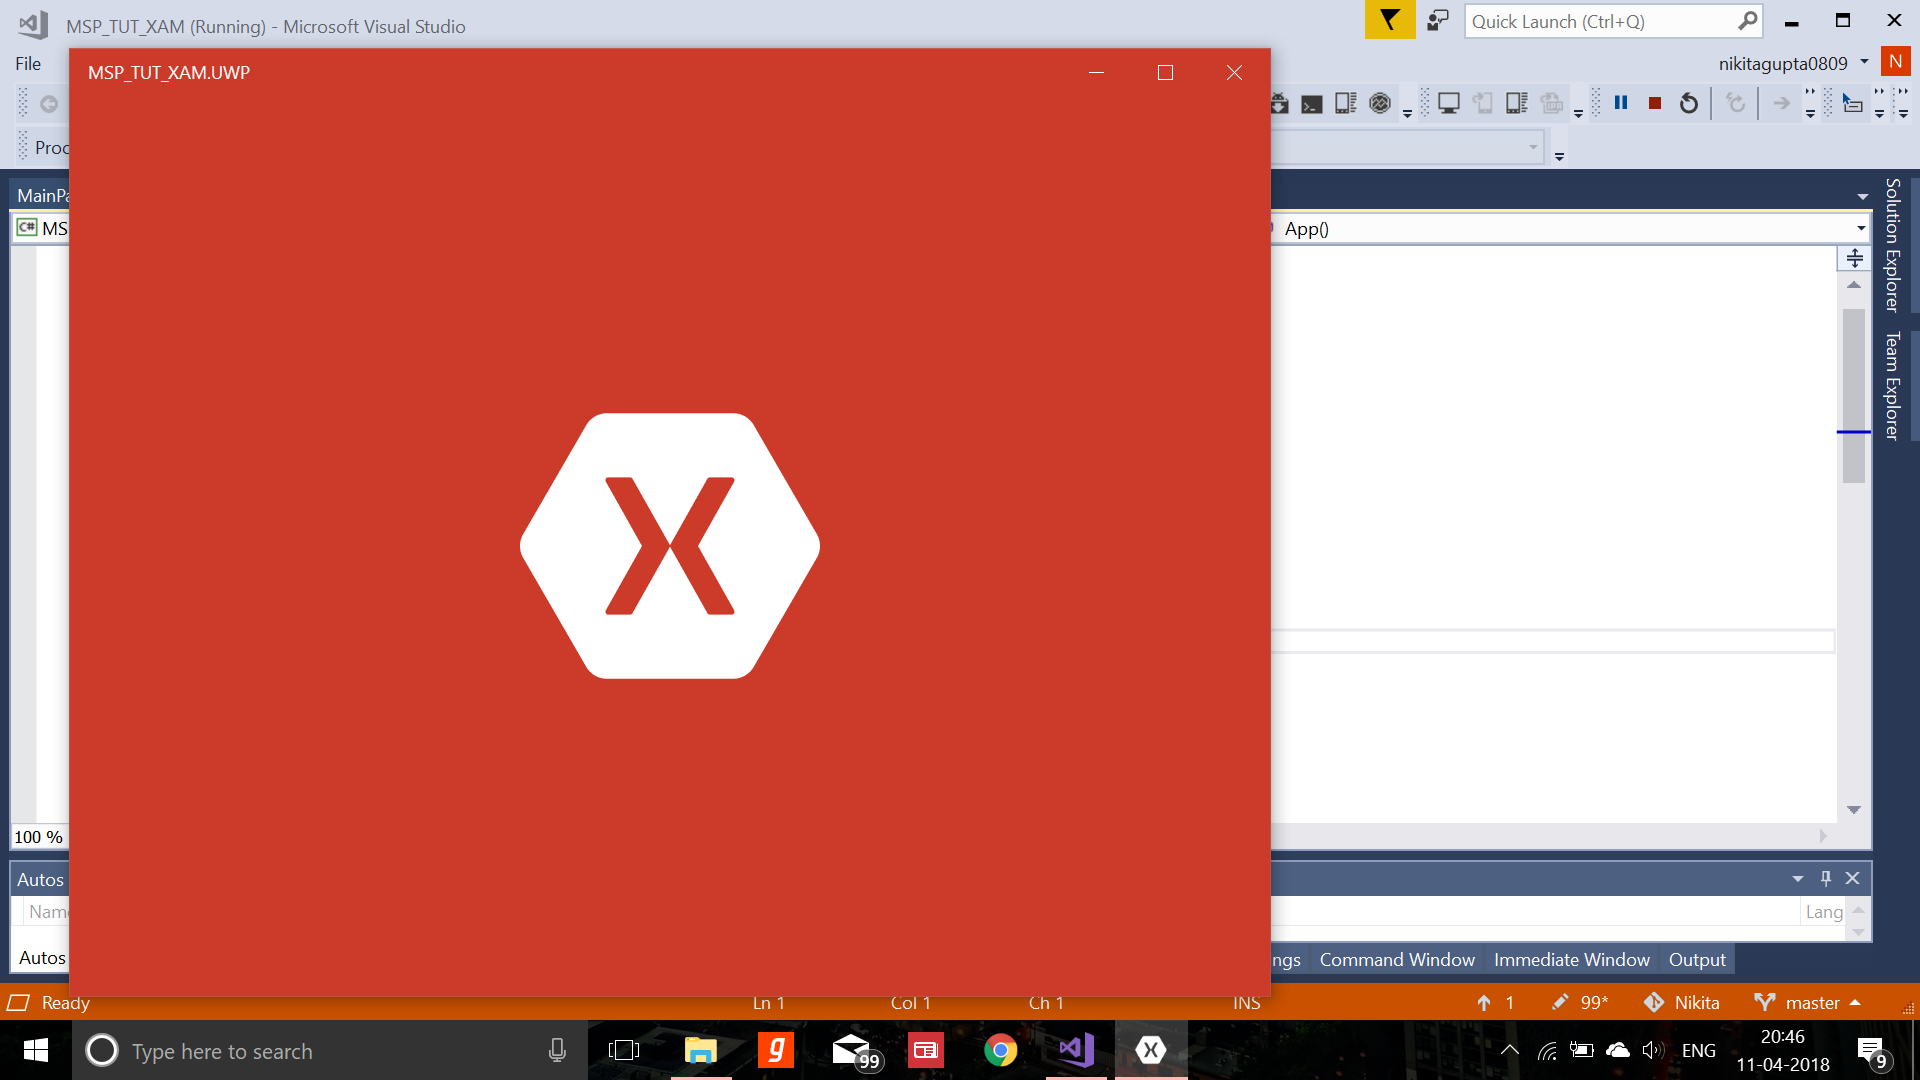 MSP_TUT_XAM (Running) - Microsoft Visual Studio
Quick Launch (Ctrl+Q)
File
nikitagupta0809
N
MSP_TUT_XAM.UWP
Proc
MainPa
C# MS
App()
Solution Explorer
Team Explorer
X
100 %
Autos
Name
Lang
Autos
ngs
Command Window
Immediate Window
Output
Ready
Ln 1
Col 1
Ch 1
INS
1
99*
Nikita
master
Type here to search
g
99
X
ENG
20:46
11-04-2018
9